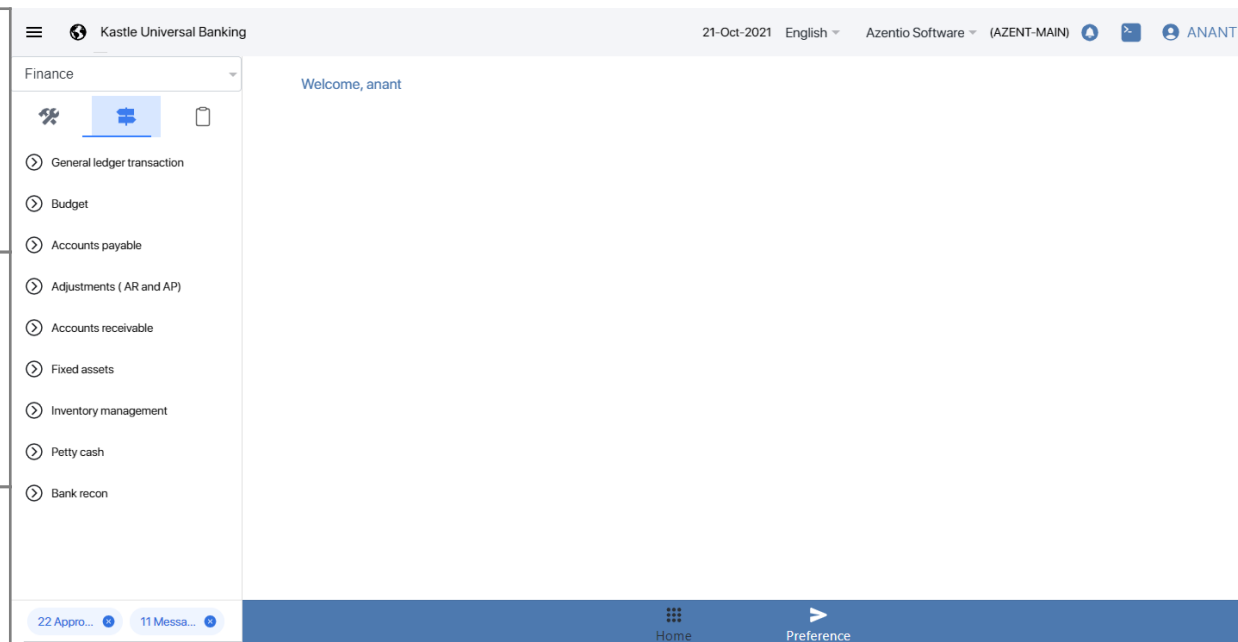 Kastle Universal Banking
21-Oct-2021 English Azentio Software (AZENT-MAIN) ANANT
Finance
Welcome, anant
General ledger transaction
Budget
Accounts payable
Adjustments ( AR and AP)
Accounts receivable
Fixed assets
Inventory management
Petty cash
Bank recon
22 Appro... 11 Messa...
Home Preference